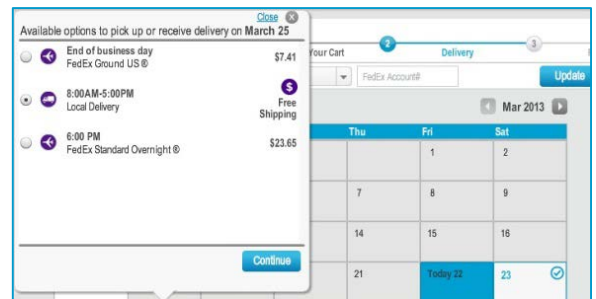 Close
Available options to pick up or receive delivery on March 25
End of business day
FedEx Ground US ®
$7.41
8:00AM-5:00PM
Local Delivery
Free
Shipping
6:00 PM
FedEx Standard Overnight ®
$23.65
Continue
Your Cart
2
Delivery
3
FedEx Account#
Update
Mar 2013
Thu
Fri
Sat
1
2
7
8
9
14
15
16
21
Today 22
23